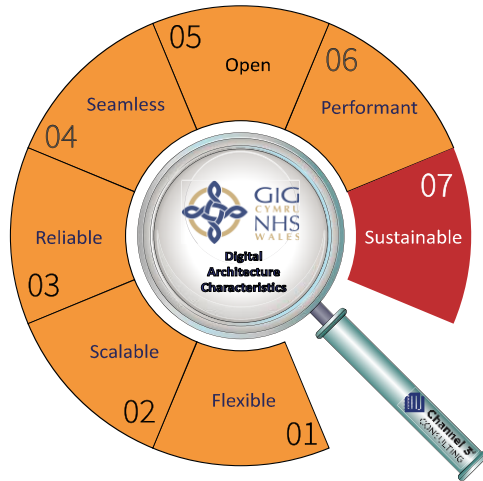 05
Open
06
Performant
04
Seamless
07
Sustainable
GIG
CYMRU
NHS
WALES
Digital
Architecture
Characteristics
Reliable
03
Scalable
02
Flexible
01
Channel 3
CONSULTING